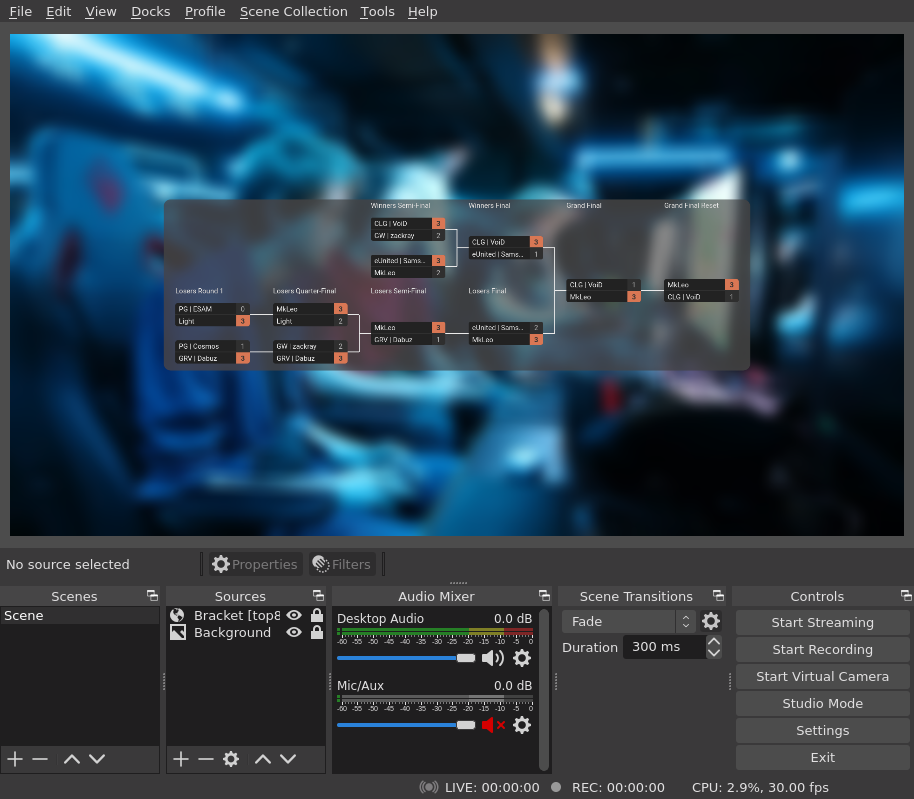 File Edit View Docks Profile Scene Collection Tools Help
Winners Semi-Final Winners Final Grand Final Grand Final Reset
CLG | VoiD 3
GW | zackray 2
CLG | VoiD 3
eUnited | Sams... 1
eUnited | Sams... 3
MkLeo 2
CLG | VoiD 1
MkLeo 3
MkLeo 3
CLG | VoiD 1
Losers Round 1 Losers Quarter-Final Losers Semi-Final Losers Final
PG | ESAM 0
Light 3
MkLeo 3
Light 2
MkLeo 3
GRV | Dabuz 1
eUnited | Sams... 2
MkLeo 3
PG | Cosmos 1
GRV | Dabuz 3
GW | zackray 2
GRV | Dabuz 3
No source selected Properties Filters
Scenes
Scene
Sources
Bracket [top8
Background
Audio Mixer
Desktop Audio 0.0 dB
-60 -55 -50 -45 -40 -35 -30 -25 -20 -15 -10 -5 0
Mic/Aux 0.0 dB
-60 -55 -50 -45 -40 -35 -30 -25 -20 -15 -10 -5 0
Scene Transitions
Fade
Duration 300 ms
Controls
Start Streaming
Start Recording
Start Virtual Camera
Studio Mode
Settings
Exit
LIVE: 00:00:00 REC: 00:00:00 CPU: 2.9%, 30.00 fps